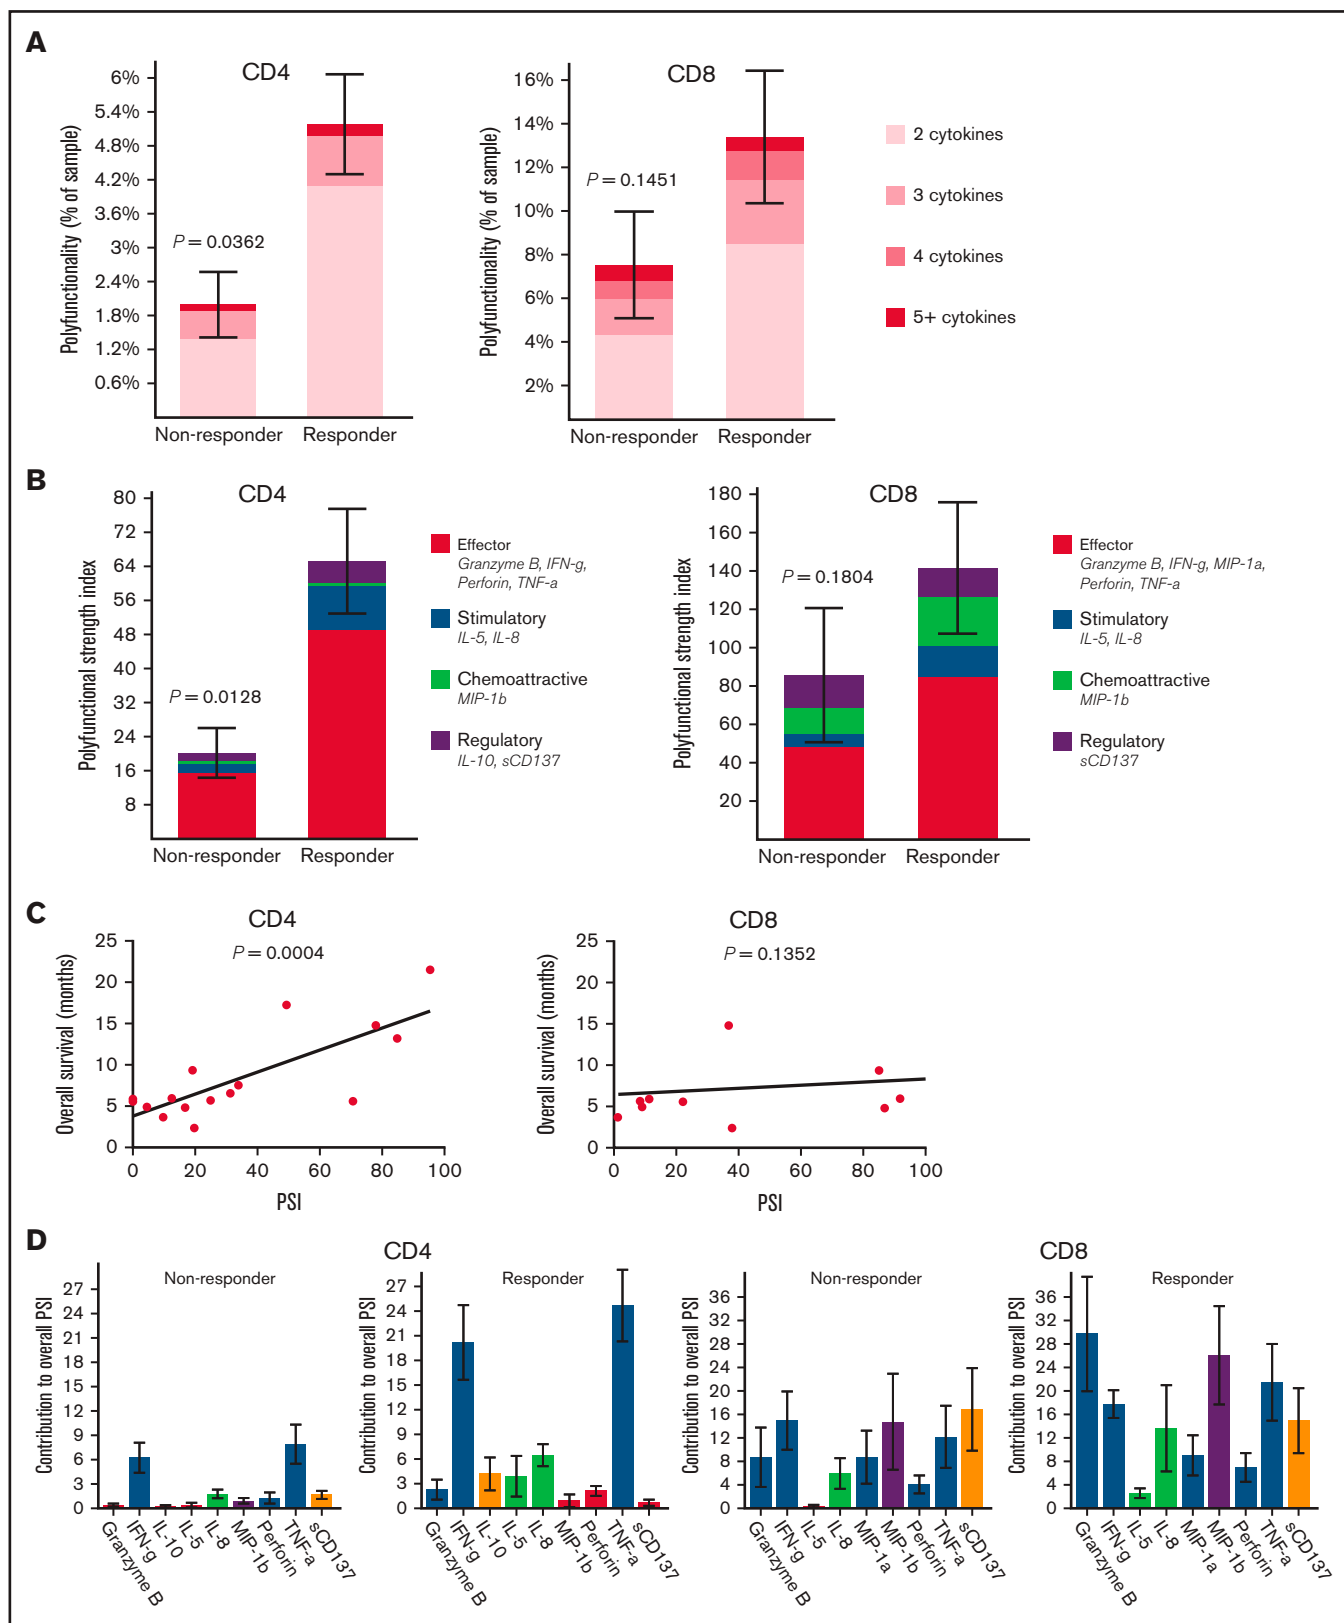 A
CD4
6%
5.4%
4.8%
4.2%
3.6%
3%
2.4%
1.8%
1.2%
0.6%
Polyfunctionality (% of sample)
P = 0.0362
Non-responder
Responder
CD8
16%
14%
12%
10%
8%
6%
4%
2%
Polyfunctionality (% of sample)
P = 0.1451
Non-responder
Responder
2 cytokines
3 cytokines
4 cytokines
5+ cytokines
B
CD4
80
72
64
56
48
40
32
24
16
8
Polyfunctional strength index
P = 0.0128
Non-responder
Responder
Effector
Granzyme B, IFN-g,
Perforin, TNF-a
Stimulatory
IL-5, IL-8
Chemoattractive
MIP-1b
Regulatory
IL-10, sCD137
CD8
180
160
140
120
100
80
60
40
20
Polyfunctional strength index
P = 0.1804
Non-responder
Responder
Effector
Granzyme B, IFN-g, MIP-1a,
Perforin, TNF-a
Stimulatory
IL-5, IL-8
Chemoattractive
MIP-1b
Regulatory
sCD137
C
CD4
P = 0.0004
25
20
15
10
5
0
Overall survival (months)
0
20
40
60
80
100
PSI
CD8
P = 0.1352
25
20
15
10
5
0
Overall survival (months)
0
20
40
60
80
100
PSI
D
CD4
CD8
Non-responder
27
24
21
18
15
12
9
6
3
0
Contribution to overall PSI
Granzyme B
IFN-g
IL-10
IL-5
IL-8
MIP-1b
Perforin
TNF-a
sCD137
Responder
27
24
21
18
15
12
9
6
3
0
Contribution to overall PSI
Granzyme B
IFN-g
IL-10
IL-5
IL-8
MIP-1b
Perforin
TNF-a
sCD137
Non-responder
36
32
28
24
20
16
12
8
4
0
Contribution to overall PSI
Granzyme B
IFN-g
IL-5
IL-8
MIP-1a
MIP-1b
Perforin
TNF-a
sCD137
Responder
36
32
28
24
20
16
12
8
4
0
Contribution to overall PSI
Granzyme B
IFN-g
IL-5
IL-8
MIP-1a
MIP-1b
Perforin
TNF-a
sCD137